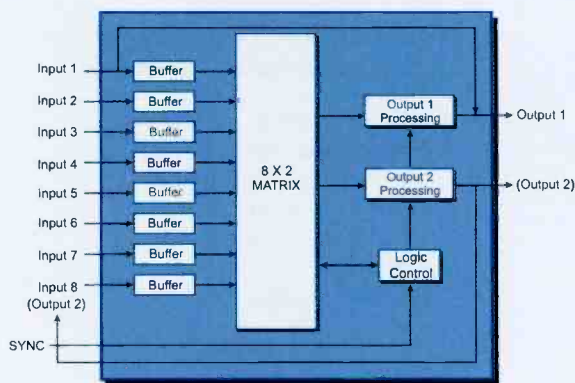 Input 1
Buffer
Input 2
Buffer
Input 3
Buffer
Input 4
Buffer
Input 5
Buffer
Input 6
Buffer
Input 7
Buffer
Input 8
(Output 2)
Buffer
SYNC
8 X 2
MATRIX
Output 1
Processing
Output 2
Processing
Logic
Control
Output 1
(Output 2)